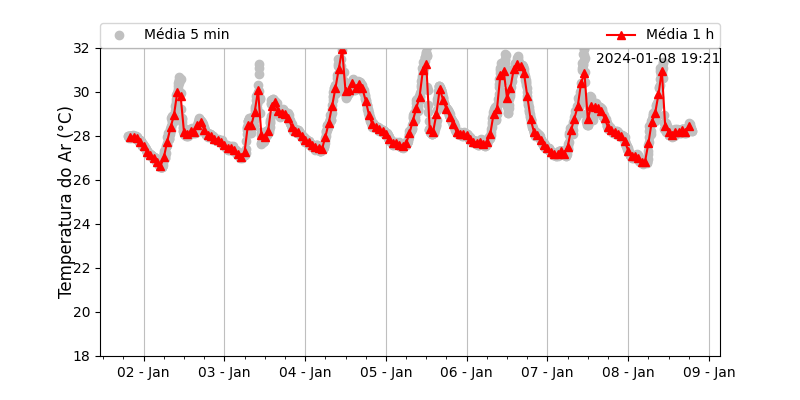 Média 5 min
Média 1 h
2024-01-08 19:21
Temperatura do Ar (°C)
32
30
28
26
24
22
20
18
02 - Jan
03 - Jan
04 - Jan
05 - Jan
06 - Jan
07 - Jan
08 - Jan
09 - Jan